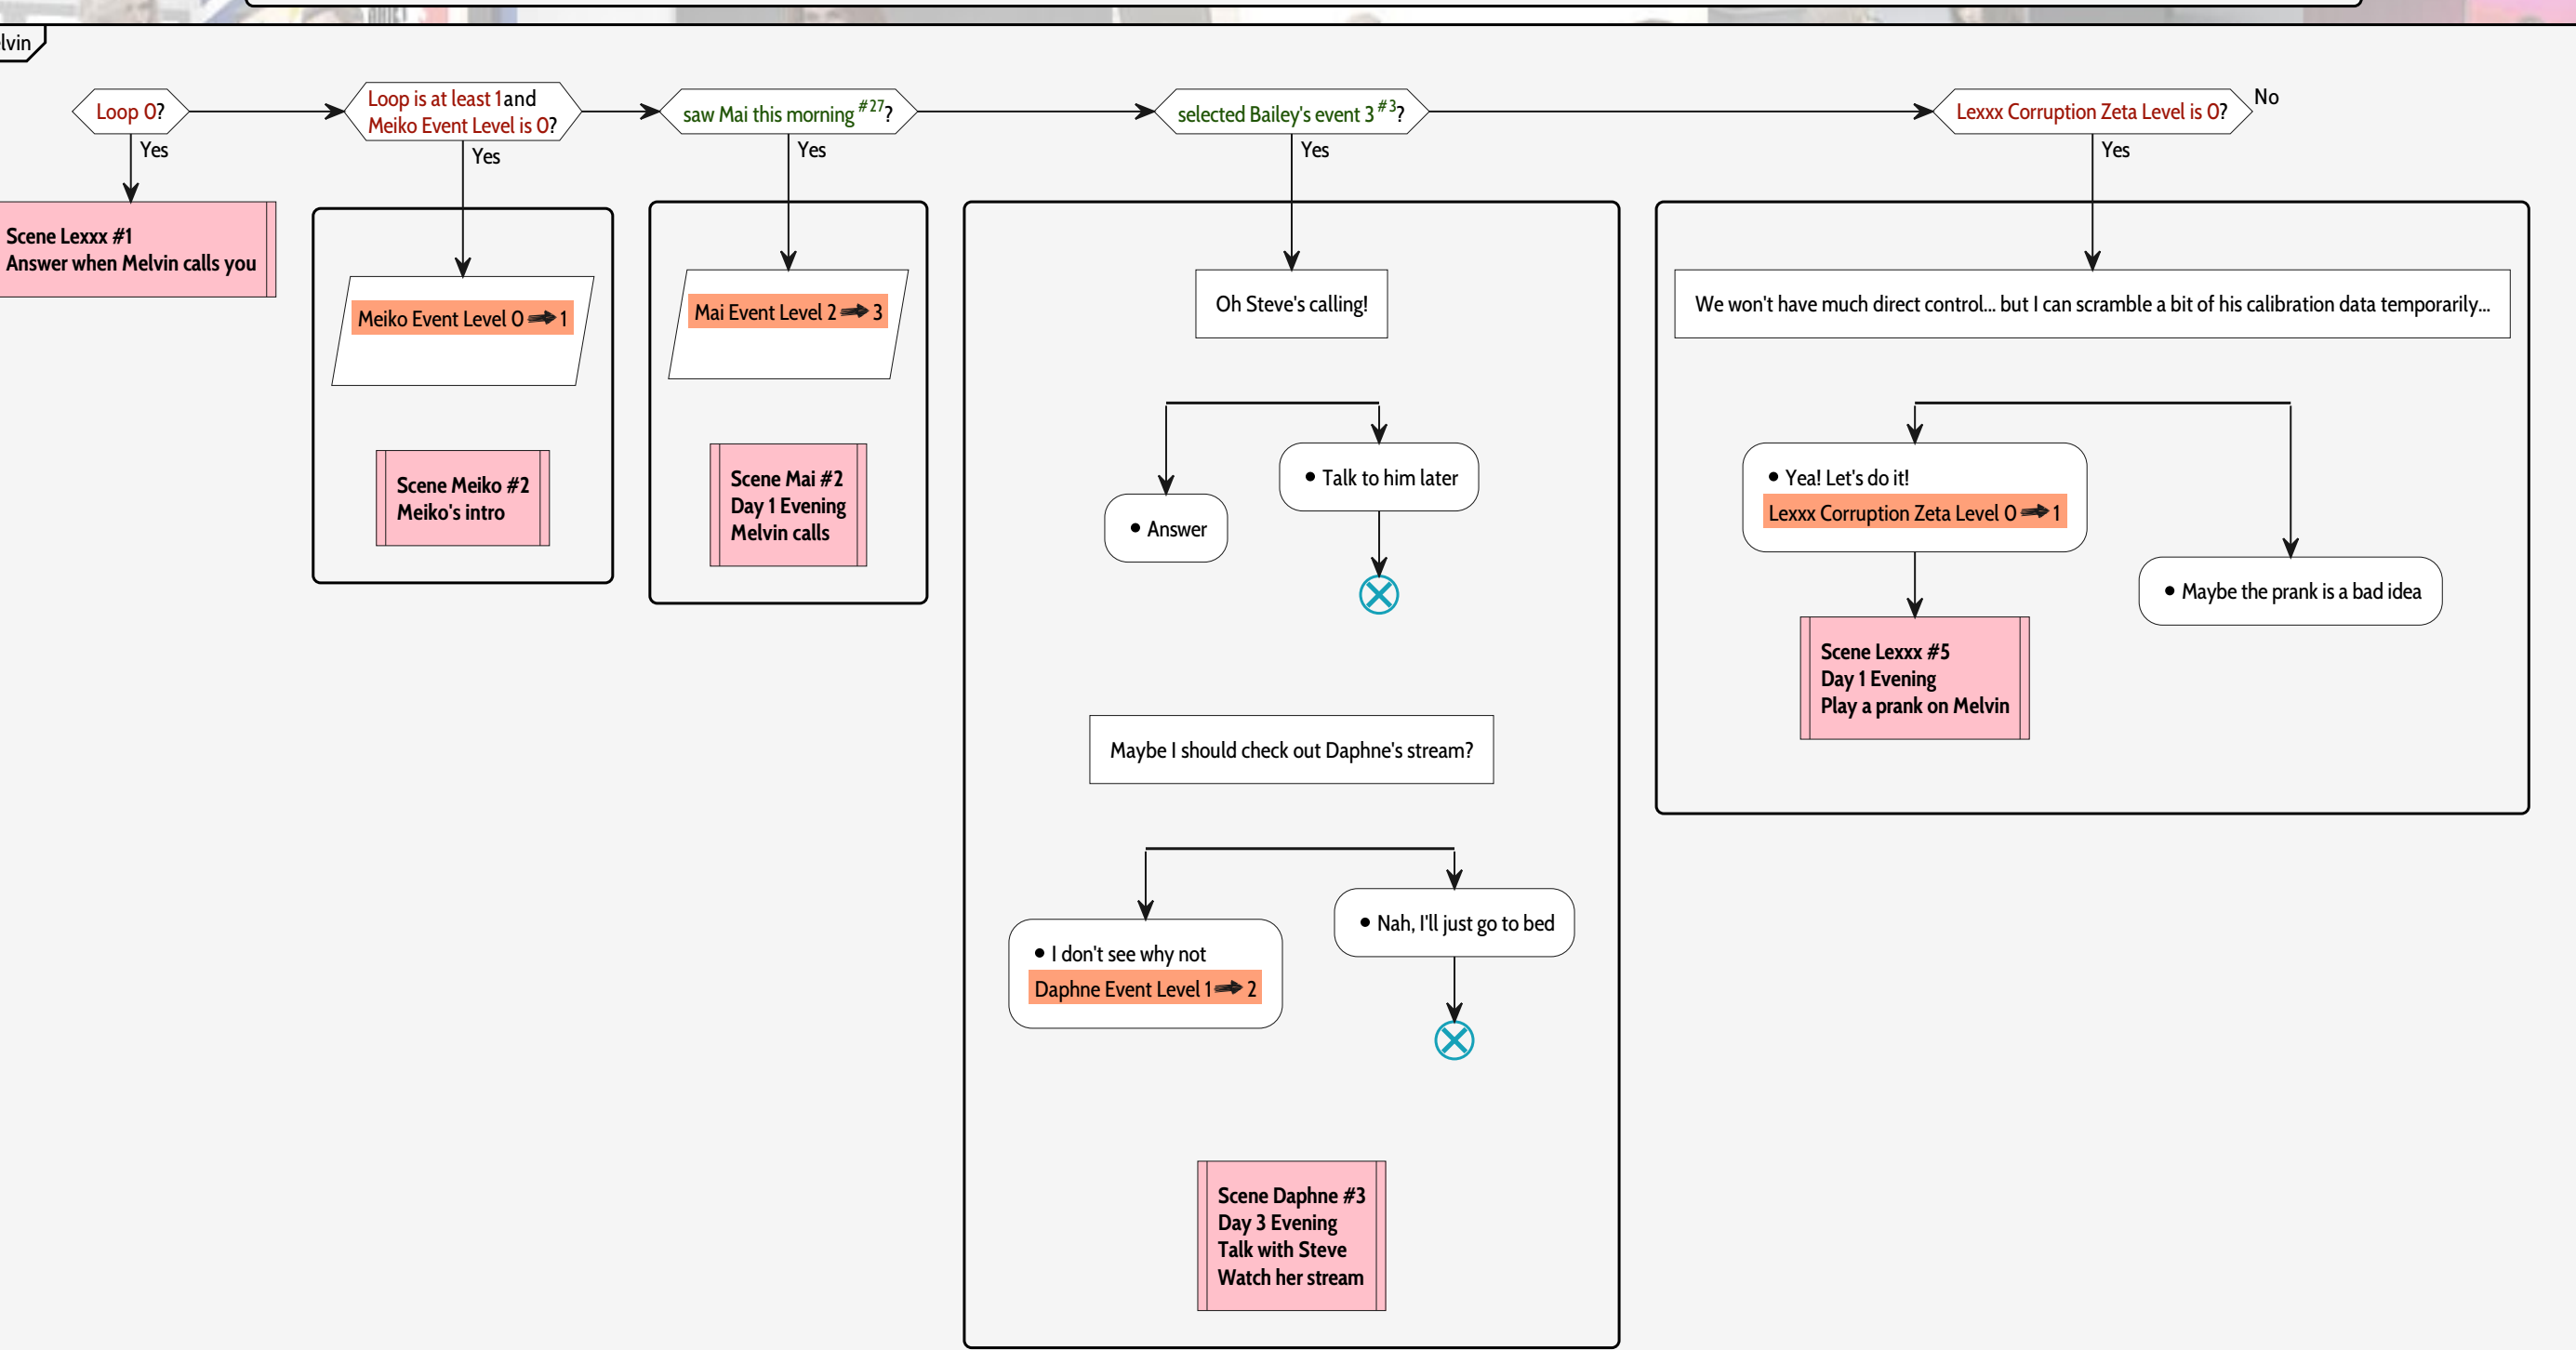 lvin
Loop 0?
Yes
Loop is at least 1 and
Meiko Event Level is 0?
Yes
saw Mai this morning #27?
Yes
selected Bailey's event 3 #3?
Yes
Lexxx Corruption Zeta Level is 0?
No
Yes
Scene Lexxx #1
Answer when Melvin calls you
Meiko Event Level 0 → 1
Scene Meiko #2
Meiko's intro
Mai Event Level 2 → 3
Scene Mai #2
Day 1 Evening
Melvin calls
Oh Steve's calling!
• Answer
• Talk to him later
Maybe I should check out Daphne's stream?
• I don't see why not
Daphne Event Level 1 → 2
• Nah, I'll just go to bed
Scene Daphne #3
Day 3 Evening
Talk with Steve
Watch her stream
We won't have much direct control... but I can scramble a bit of his calibration data temporarily...
• Yea! Let's do it!
Lexxx Corruption Zeta Level 0 → 1
Scene Lexxx #5
Day 1 Evening
Play a prank on Melvin
• Maybe the prank is a bad idea